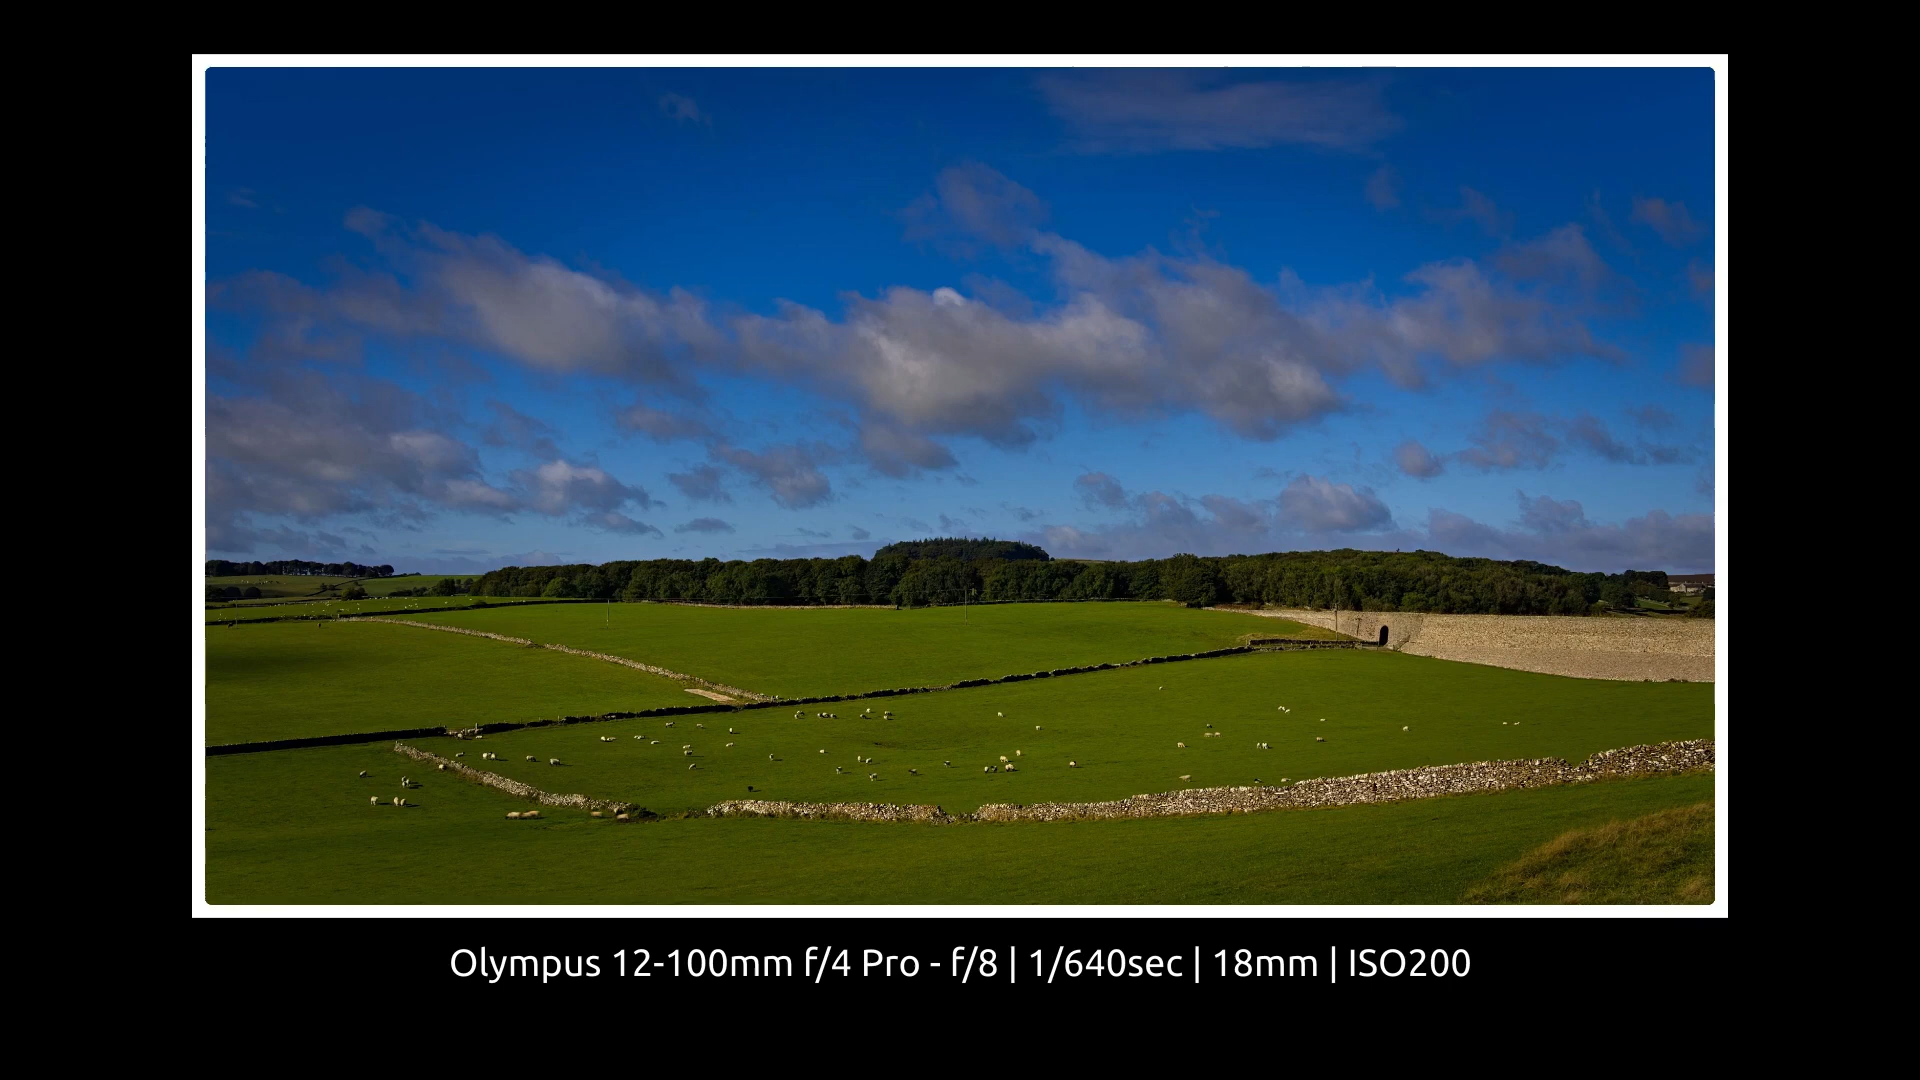 Olympus 12-100mm f/4 Pro - f/8 | 1/640sec | 18mm | ISO200